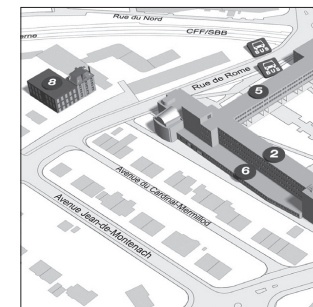 Rue du Nord
CFF/SBB
erne
BUS
Rue de Rome
BUS
8
5
2
6
Avenue du Cardinal-Mermillod
Avenue Jean-de-Montenach